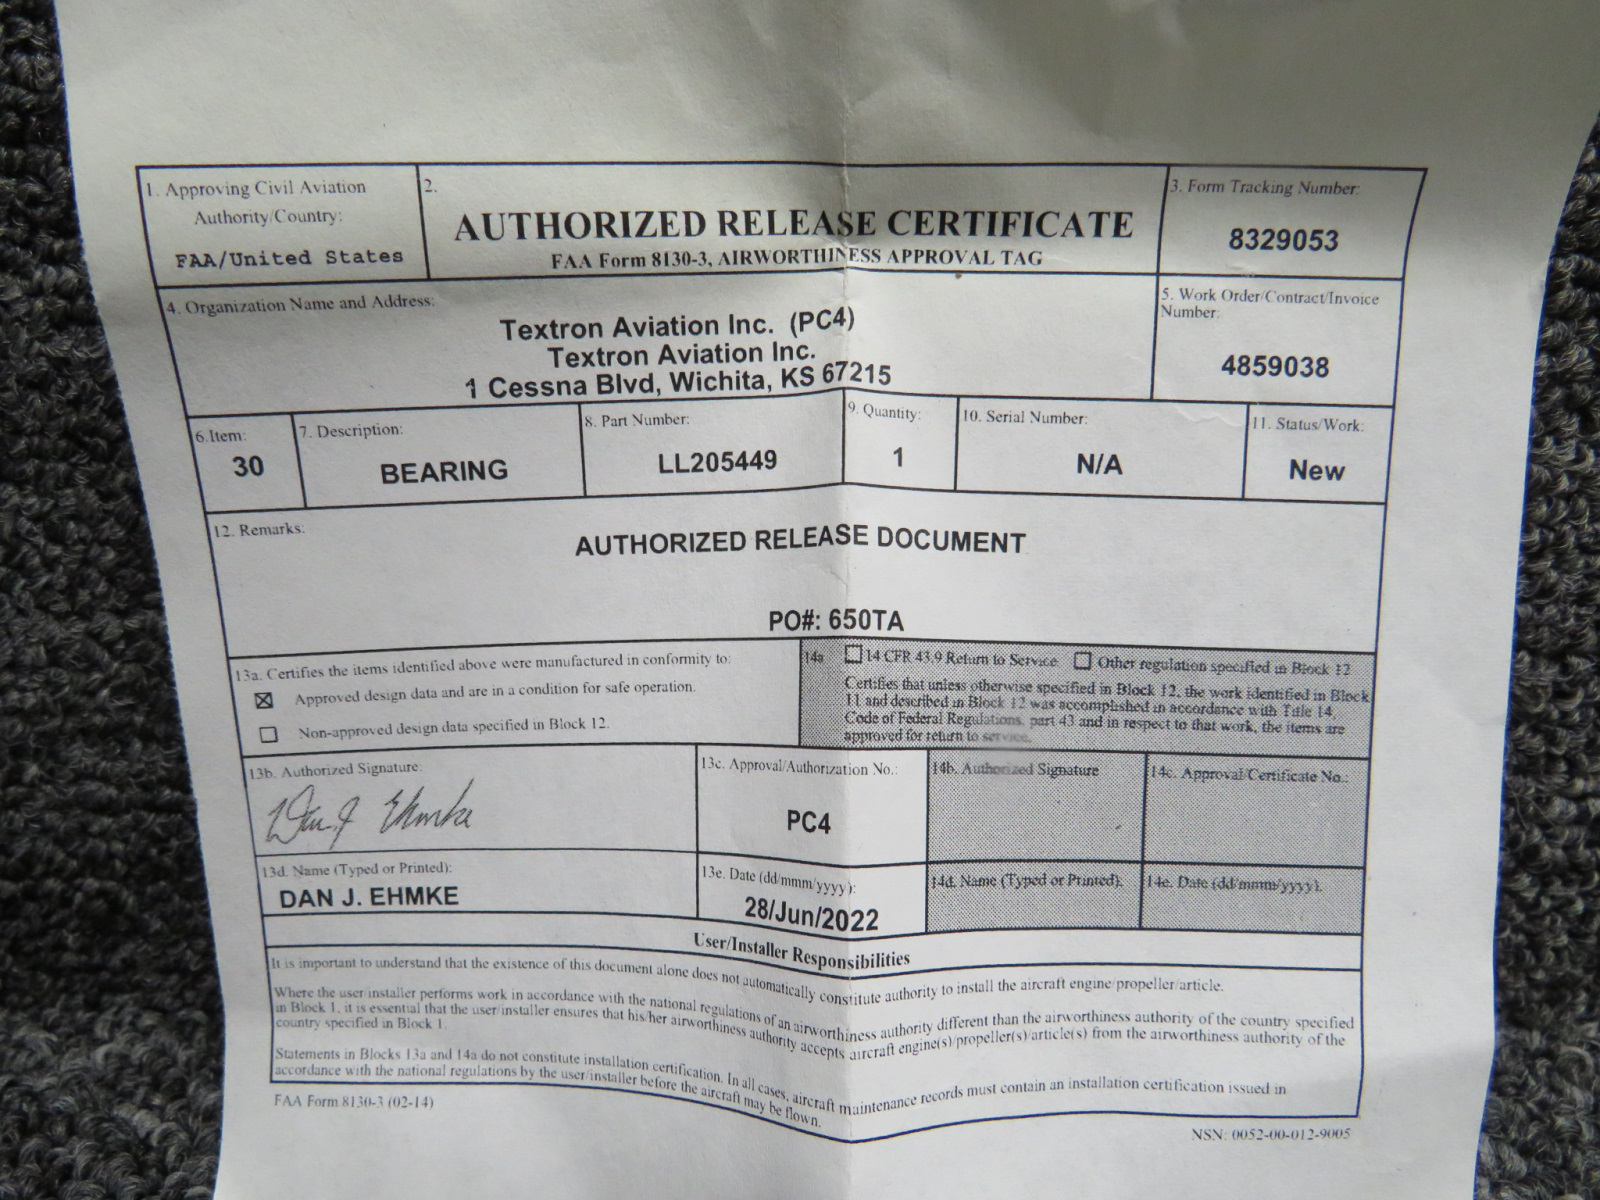 1. Approving Civil Aviation
Authority/Country:
FAA/United States
2.
AUTHORIZED RELEASE CERTIFICATE
FAA Form 8130-3, AIRWORTHINESS APPROVAL TAG
3. Form Tracking Number:
8329053
4. Organization Name and Address:
Textron Aviation Inc. (PC4)
Textron Aviation Inc.
1 Cessna Blvd, Wichita, KS 67215
5. Work Order/Contract/Invoice
Number:
4859038
6.Item:
30
7. Description:
BEARING
8. Part Number:
LL205449
9. Quantity:
1
10. Serial Number:
N/A
11. Status/Work:
New
12. Remarks:
AUTHORIZED RELEASE DOCUMENT
PO#: 650TA
13a. Certifies the items identified above were manufactured in conformity to:
Approved design data and are in a condition for safe operation.
Non-approved design data specified in Block 12.
14a 14 CFR 43.9 Return to Service Other regulation specified in Block 12
Certifies that unless otherwise specified in Block 12, the work identified in Block
11 and described in Block 12 was accomplished in accordance with Title 14,
Code of Federal Regulations, part 43 and in respect to that work, the items are
approved for return to service.
13b. Authorized Signature:
Dan J Ehmke
13c. Approval/Authorization No.:
PC4
14b. Authorized Signature
14c. Approval/Certificate No.:
13d. Name (Typed or Printed):
DAN J. EHMKE
13e. Date (dd/mmm/yyyy):
28/Jun/2022
14d. Name (Typed or Printed).
14e. Date (dd/mmm/yyyy).
User/Installer Responsibilities
It is important to understand that the existence of this document alone does not automatically constitute authority to install the aircraft engine/propeller/article.
Where the user/installer performs work in accordance with the national regulations of an airworthiness authority different than the airworthiness authority of the country specified
in Block 1, it is essential that the user/installer ensures that his/her airworthiness authority accepts aircraft engine(s)/propeller(s)/article(s) from the airworthiness authority of the
country specified in Block 1.
Statements in Blocks 13a and 14a do not constitute installation certification. In all cases, aircraft maintenance records must contain an installation certification issued in
accordance with the national regulations by the user/installer before the aircraft may be flown.
FAA Form 8130-3 (02-14)
NSN: 0052-00-012-9005